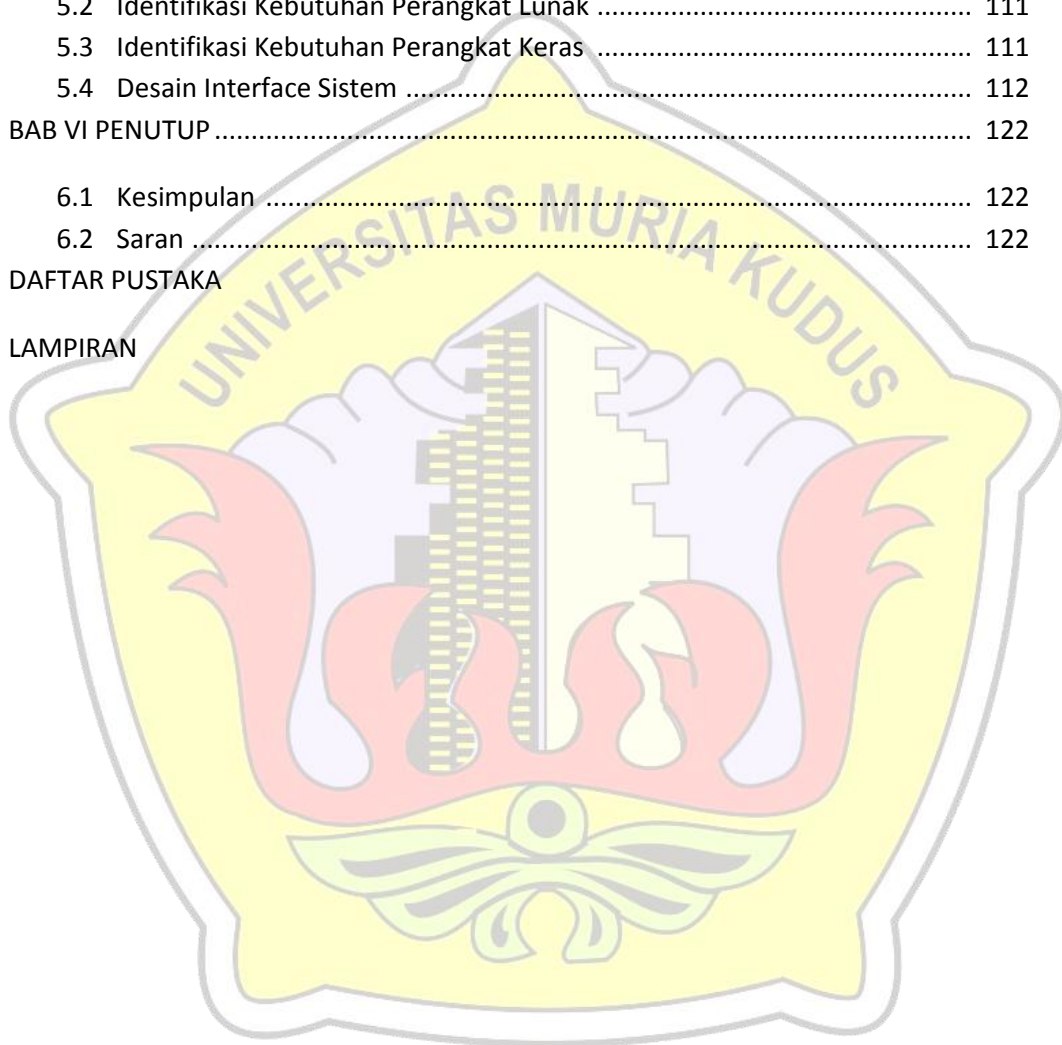 5.2 Identifikasi Kebutuhan Perangkat Lunak .................................................. 111
5.3 Identifikasi Kebutuhan Perangkat Keras .................................................. 111
5.4 Desain Interface Sistem ............................................................................ 112
BAB VI PENUTUP ...................................................................................................... 122
6.1 Kesimpulan ............................................................................................... 122
6.2 Saran ......................................................................................................... 122
DAFTAR PUSTAKA
LAMPIRAN
UNIVERSITAS MURIA KUDUS